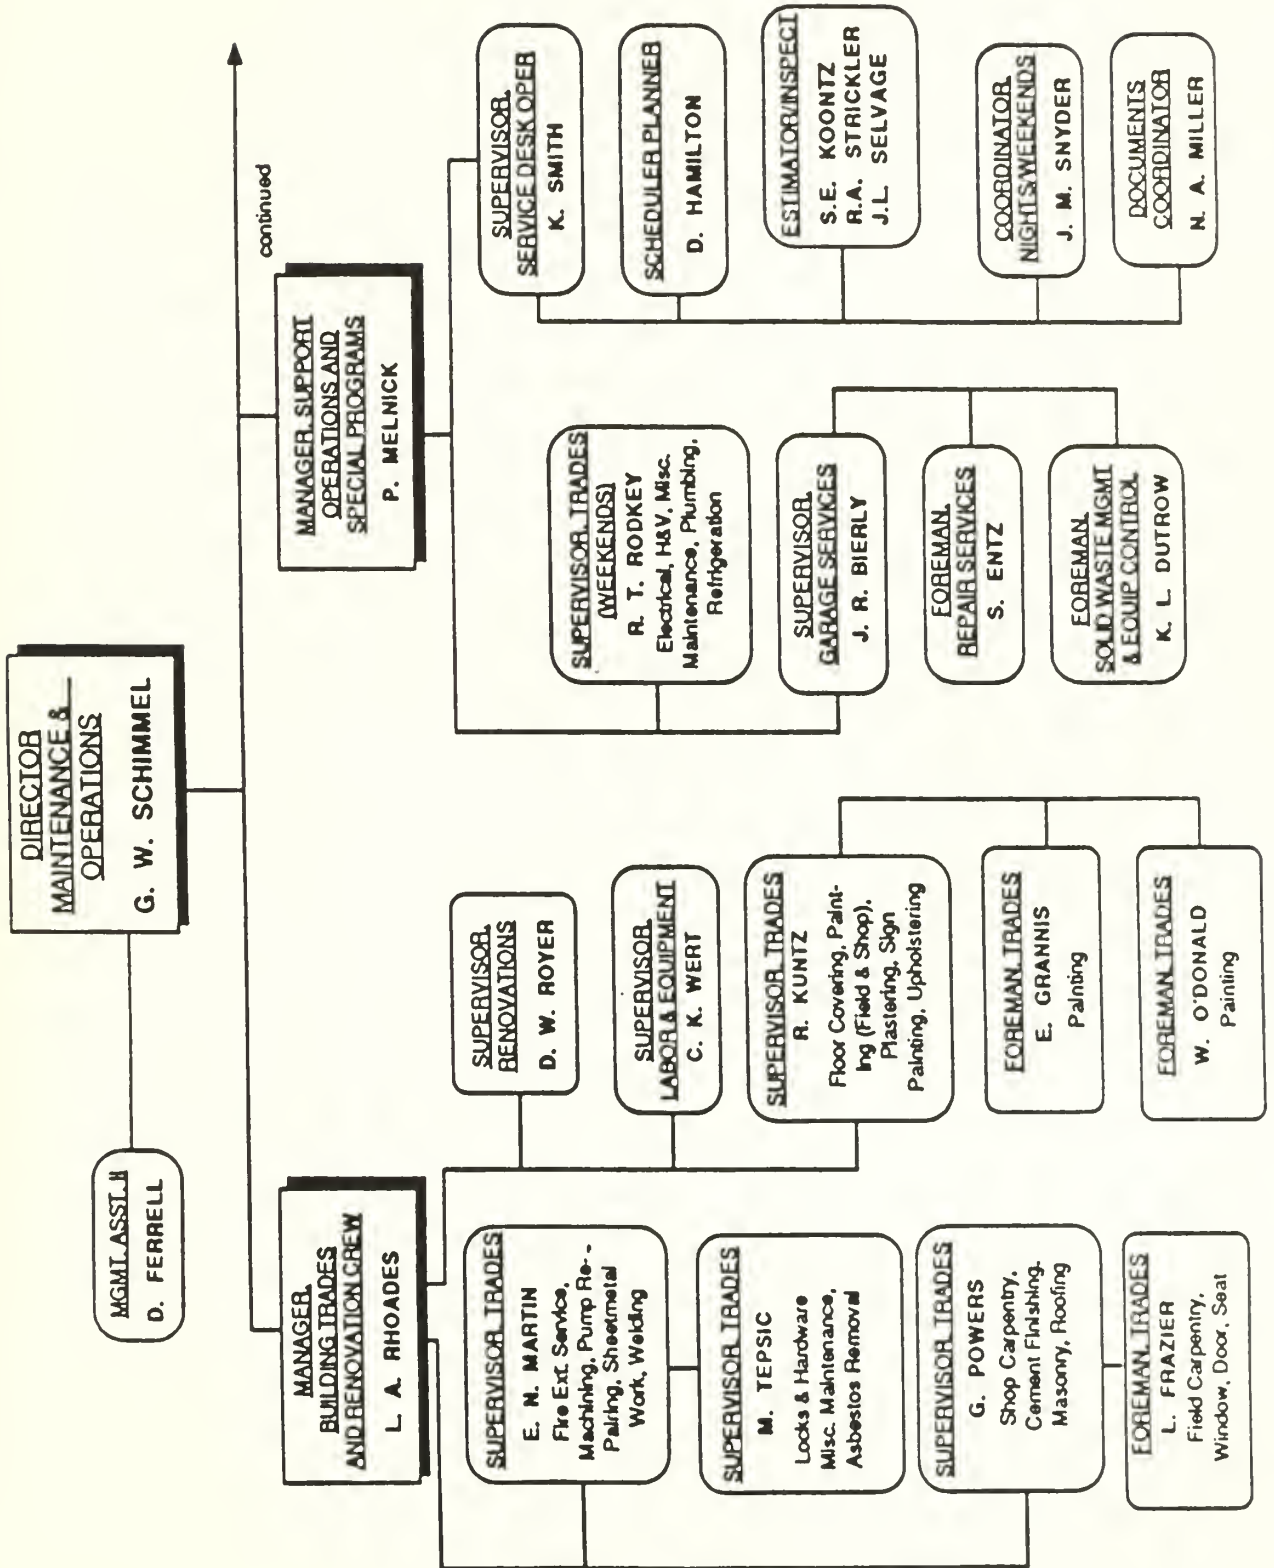 DIRECTOR
MAINTENANCE &
OPERATIONS
G. W. SCHIMMEL
MGMT. ASST. II
D. FERRELL
continued
MANAGER,
BUILDING TRADES
AND RENOVATION CREW
L. A. RHOADES
MANAGER, SUPPORT
OPERATIONS AND
SPECIAL PROGRAMS
P. MELNICK
SUPERVISOR, TRADES
E. N. MARTIN
Fire Ext. Service,
Machining, Pump Re-
Pairing, Sheetmetal
Work, Welding
SUPERVISOR, TRADES
M. TEPSIC
Locks & Hardware
Misc. Maintenance,
Asbestos Removal
SUPERVISOR, TRADES
G. POWERS
Shop Carpentry,
Cement Finishing,
Masonry, Roofing
FOREMAN, TRADES
L. FRAZIER
Field Carpentry,
Window, Door, Seat
SUPERVISOR,
RENOVATIONS
D. W. ROYER
SUPERVISOR,
LABOR & EQUIPMENT
C. K. WERT
SUPERVISOR, TRADES
R. KUNTZ
Floor Covering, Paint-
ing (Field & Shop),
Plastering, Sign
Painting, Upholstering
FOREMAN, TRADES
E. GRANNIS
Painting
FOREMAN, TRADES
W. O'DONALD
Painting
SUPERVISOR, TRADES
(WEEKENDS)
R. T. RODKEY
Electrical, H&V, Misc.
Maintenance, Plumbing,
Refrigeration
SUPERVISOR,
GARAGE SERVICES
J. R. BIERLY
FOREMAN,
REPAIR SERVICES
S. ENTZ
FOREMAN,
SOLID WASTE MGMT
& EQUIP CONTROL
K. L. DUTROW
SUPERVISOR,
SERVICE DESK OPER
K. SMITH
SCHEDULER PLANNER
D. HAMILTON
ESTIMATOR/INSPECT
S.E. KOONTZ
R.A. STRICKLER
J.L. SELVAGE
COORDINATOR,
NIGHTS/WEEKENDS
J. M. SNYDER
DOCUMENTS
COORDINATOR
N. A. MILLER